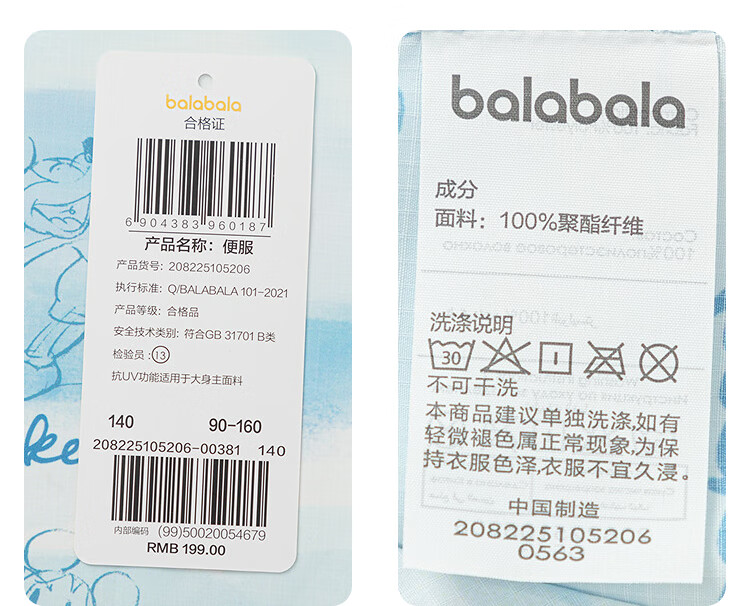 balabala
合格证
6 904383 960187
产品名称：便服
产品货号：208225105206
执行标准：Q/BALABALA 101-2021
产品等级：合格品
安全技术类别：符合GB 31701 B类
检验员：13
抗UV功能适用于大身主面料
140 90-160
208225105206-00381 140
内部编码 (99)50020054679
RMB 199.00
ke
balabala
成分
面料：100%聚酯纤维
洗涤说明
30
不可干洗
本商品建议单独洗涤,如有
轻微褪色属正常现象,为保
持衣服色泽,衣服不宜久浸。
中国制造
208225105206
0563